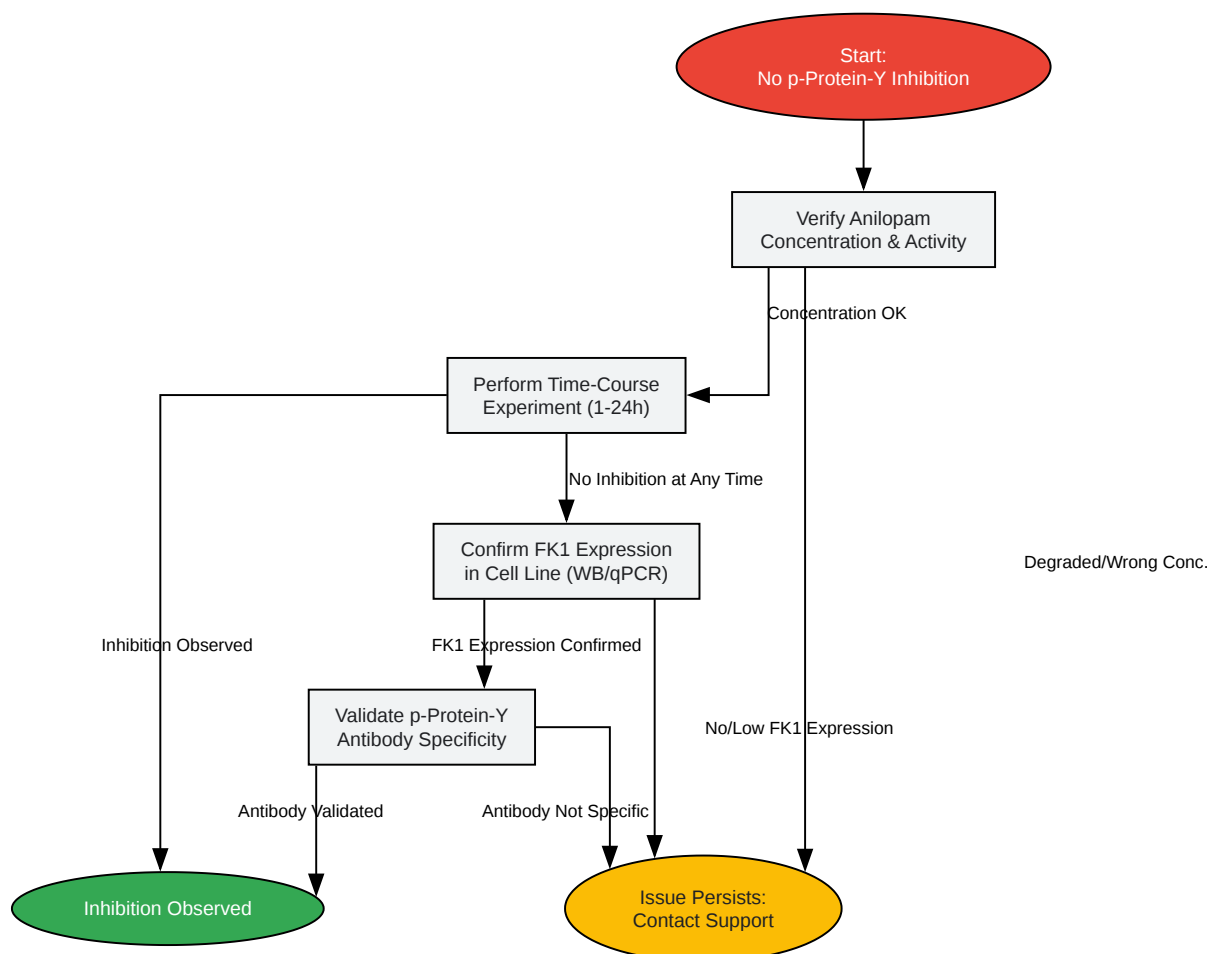 Start:
No p-Protein-Y Inhibition
Verify Anilopam
Concentration & Activity
Concentration OK
Perform Time-Course
Experiment (1-24h)
No Inhibition at Any Time
Confirm FK1 Expression
in Cell Line (WB/qPCR)
Degraded/Wrong Conc.
Inhibition Observed
FK1 Expression Confirmed
Validate p-Protein-Y
Antibody Specificity
No/Low FK1 Expression
Antibody Validated
Antibody Not Specific
Inhibition Observed
Issue Persists:
Contact Support